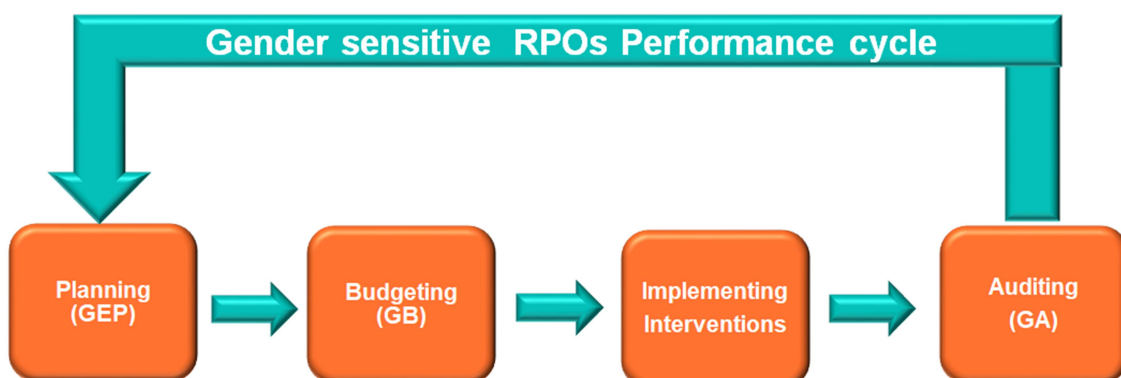 Gender sensitive RPOs Performance cycle
Planning
(GEP)
Budgeting
(GB)
Implementing
Interventions
Auditing
(GA)